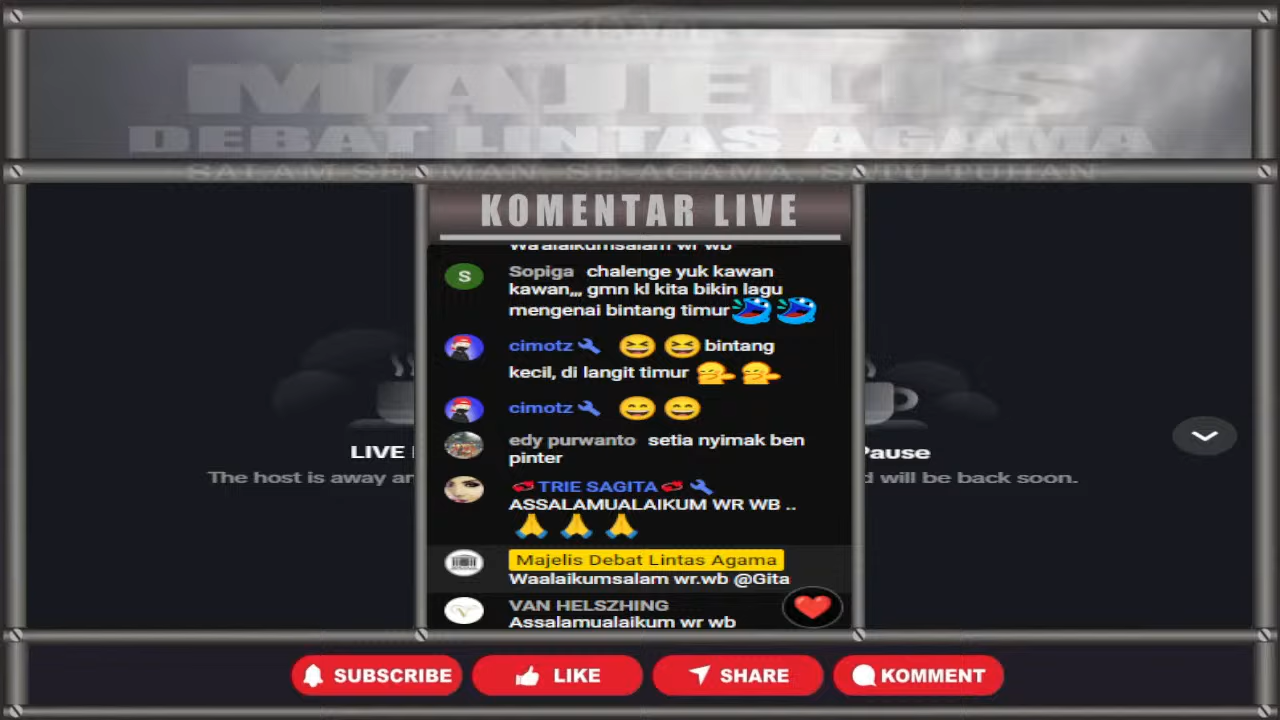 MAJELIS
DEBAT LINTAS AGAMA
KOMENTAR LIVE
Wa'alaikumsalam wr wb
S
Sopiga chalenge yuk kawan
kawan,,, gmn kl kita bikin lagu
mengenai bintang timur
cimotz bintang
kecil, di langit timur
cimotz
edy purwanto setia nyimak ben
pinter
TRIE SAGITA
ASSALAMUALAIKUM WR WB ..
Majelis Debat Lintas Agama
Waalaikumsalam wr.wb @Gita
VAN HELSZHING
Assalamualaikum wr wb
LIVE
Pause
The host is away
will be back soon.
SUBSCRIBE
LIKE
SHARE
KOMMENT